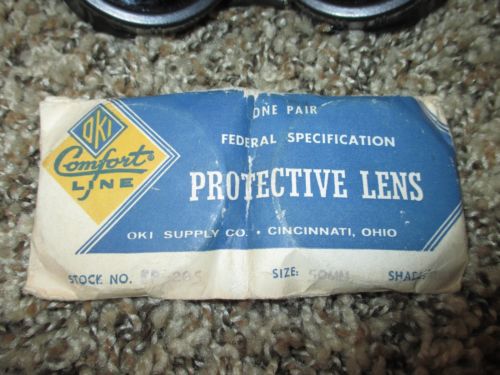 OKI
Comfort®
LINE
ONE PAIR
FEDERAL SPECIFICATION
PROTECTIVE LENS
OKI SUPPLY CO. • CINCINNATI, OHIO
STOCK NO. SIZE: 50MM SHADE